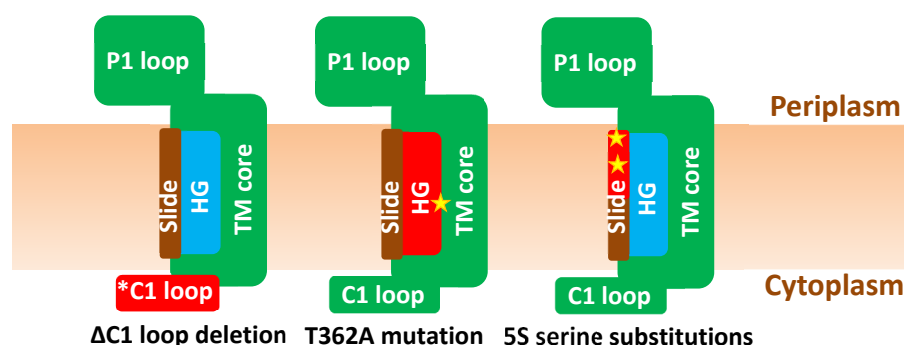 P1 loop
P1 loop
P1 loop
Periplasm
Slide
HG
TM core
Slide
HG
TM core
Slide
HG
TM core
*C1 loop
C1 loop
C1 loop
Cytoplasm
ΔC1 loop deletion
T362A mutation
5S serine substitutions